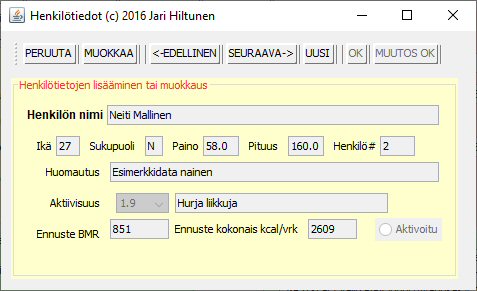 Henkilötiedot (c) 2016 Jari Hiltunen
PERUUTA MUOKKAA <-EDELLINEN SEURAAVA-> UUSI OK MUUTOS OK
Henkilötietojen lisääminen tai muokkaus
Henkilön nimi Neiti Mallinen
Ikä 27 Sukupuoli N Paino 58.0 Pituus 160.0 Henkilö# 2
Huomautus Esimerkkidata nainen
Aktiivisuus 1.9 Hurja liikkuja
Ennuste BMR 851 Ennuste kokonais kcal/vrk 2609 Aktivoitu